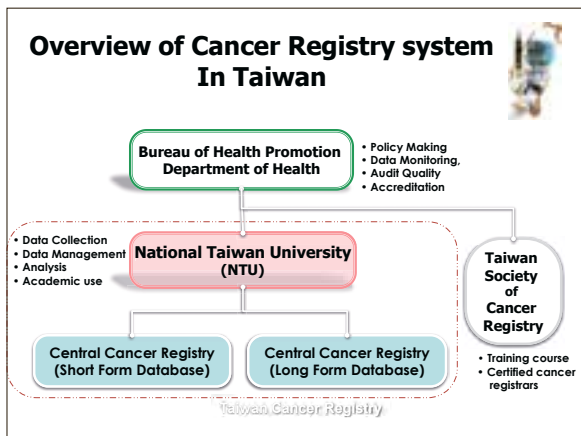 Overview of Cancer Registry system
In Taiwan
Bureau of Health Promotion
Department of Health
• Policy Making
• Data Monitoring,
• Audit Quality
• Accreditation
• Data Collection
• Data Management
• Analysis
• Academic use
National Taiwan University
(NTU)
Taiwan
Society
of
Cancer
Registry
Central Cancer Registry
(Short Form Database)
Central Cancer Registry
(Long Form Database)
• Training course
• Certified cancer
registrars
Taiwan Cancer Registry